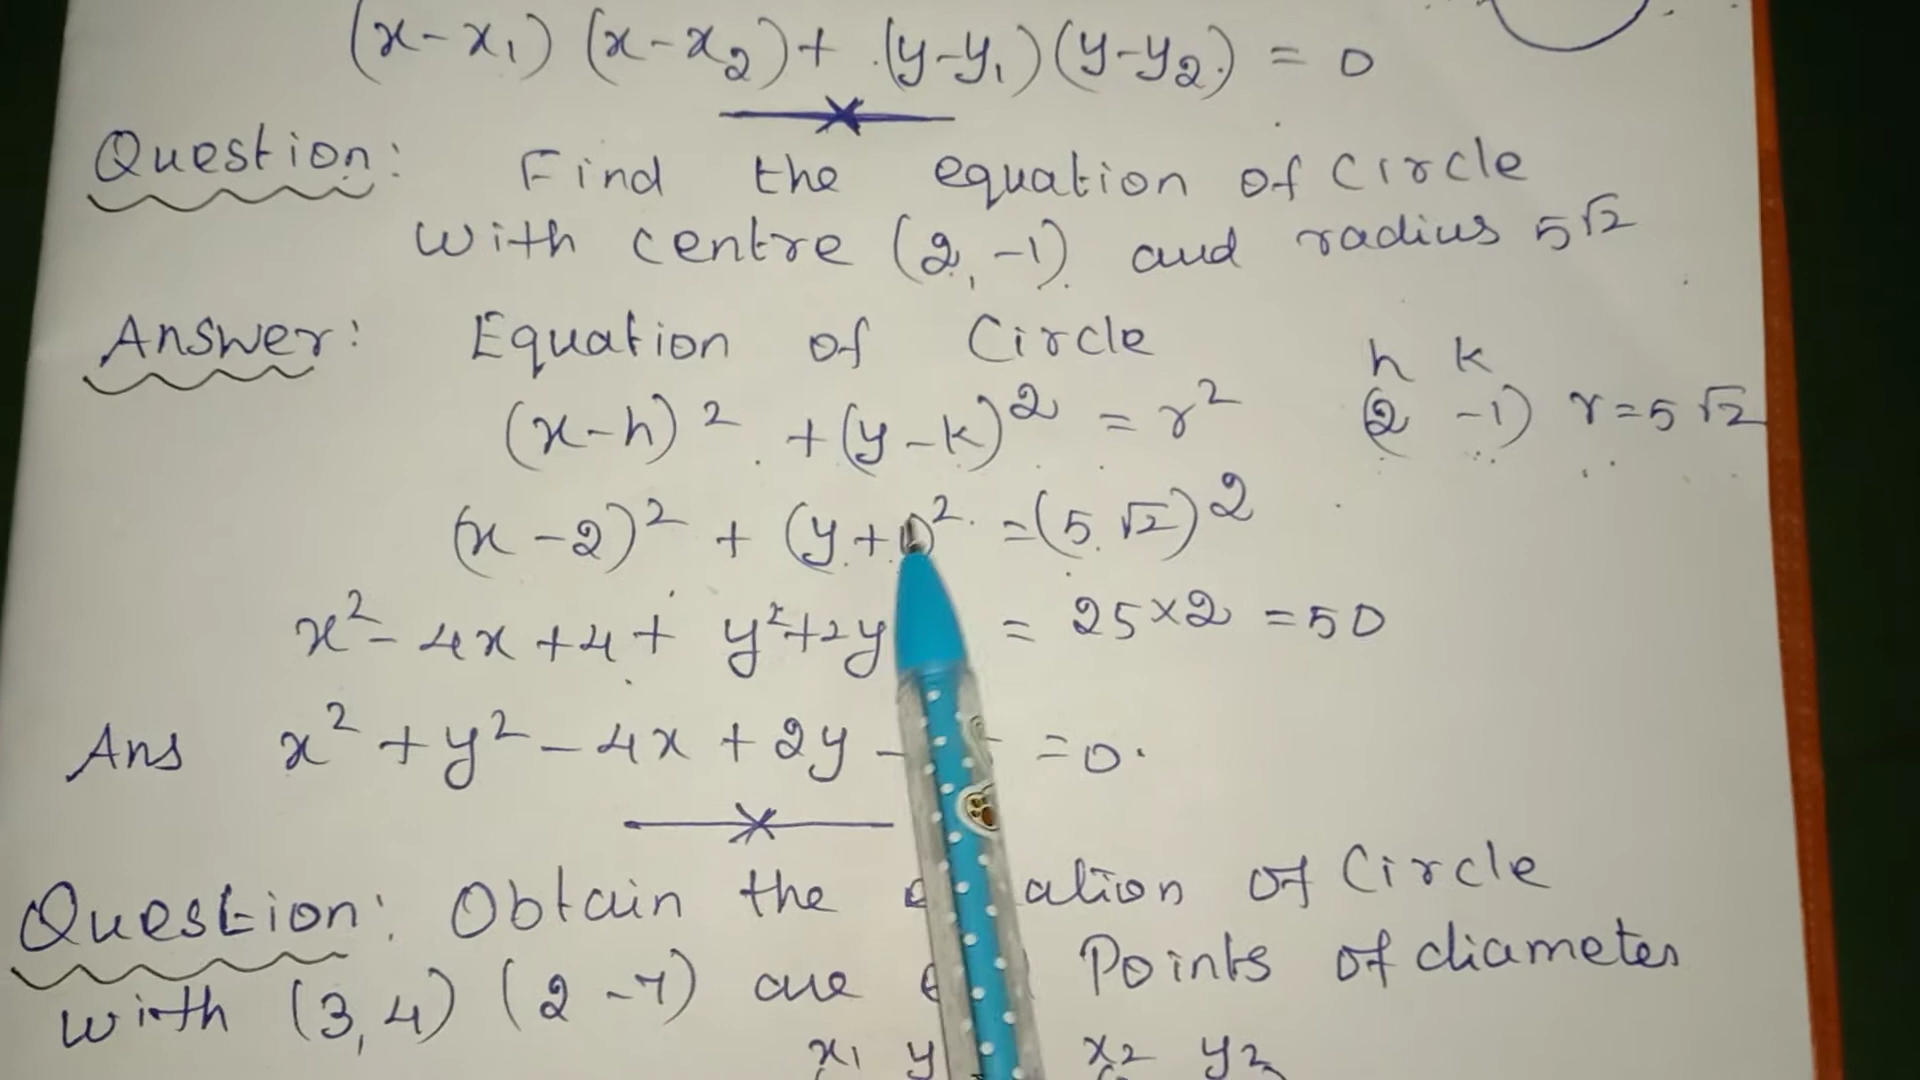 (x-x₁) (x-x₂)+ (y-y₁)(y-y₂) = 0
Question: Find the equation of Circle
with centre (2, -1) and radius 5√2
Answer: Equation of Circle
h k
(x-h)² + (y-k)² = r² (2 -1) r=5√2
(x-2)² + (y+1)² = (5√2)²
x² - 4x + 4 + y² + 2y = 25×2 = 50
Ans x² + y² - 4x + 2y - = 0.
Question: Obtain the of Circle
with (3,4) (2 -7) are Points of diameter
x₁ y x₂ y₂